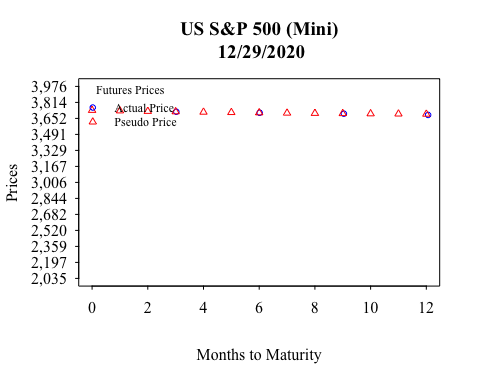 US S&P 500 (Mini)
12/29/2020
Futures Prices
Actual Price
Pseudo Price
Prices
3,976
3,814
3,652
3,491
3,329
3,167
3,006
2,844
2,682
2,520
2,359
2,197
2,035
0 2 4 6 8 10 12
Months to Maturity